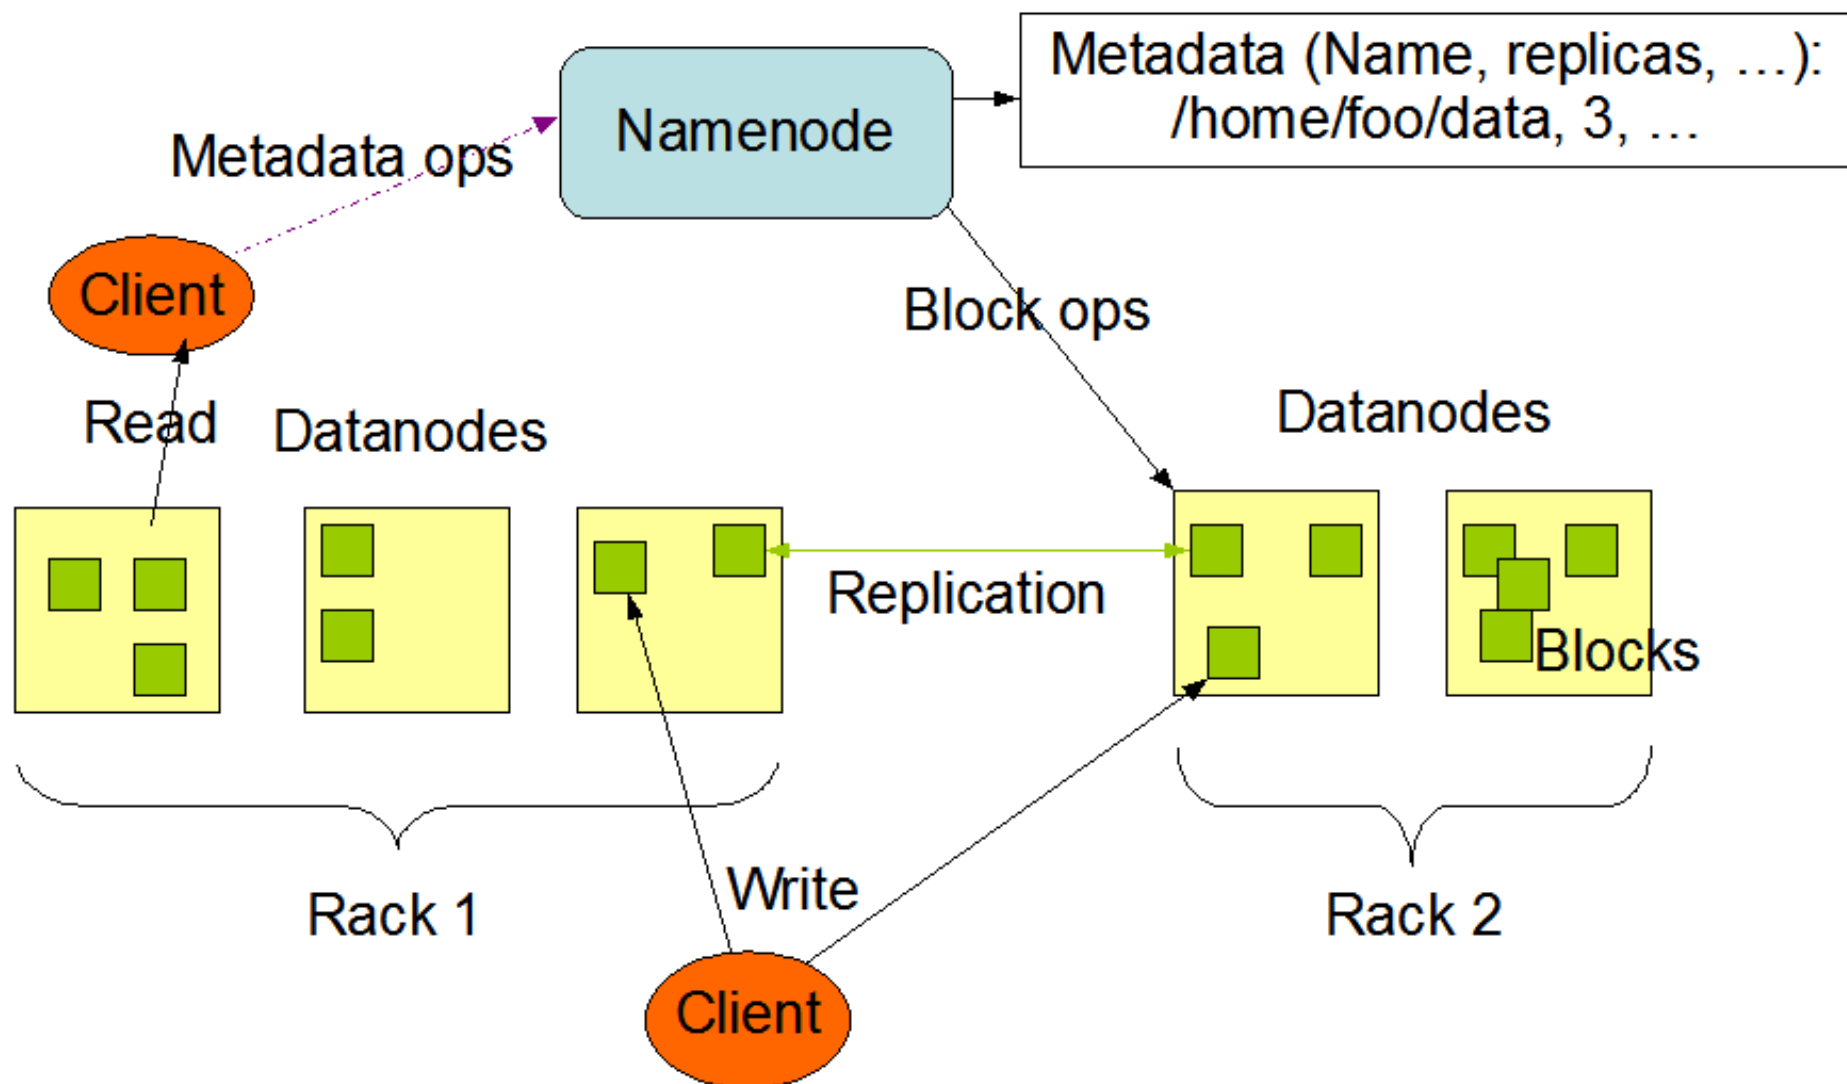 Metadata (Name, replicas, …):
/home/foo/data, 3, …
Namenode
Metadata ops
Client
Block ops
Read
Datanodes
Datanodes
Replication
Blocks
Rack 1
Write
Rack 2
Client